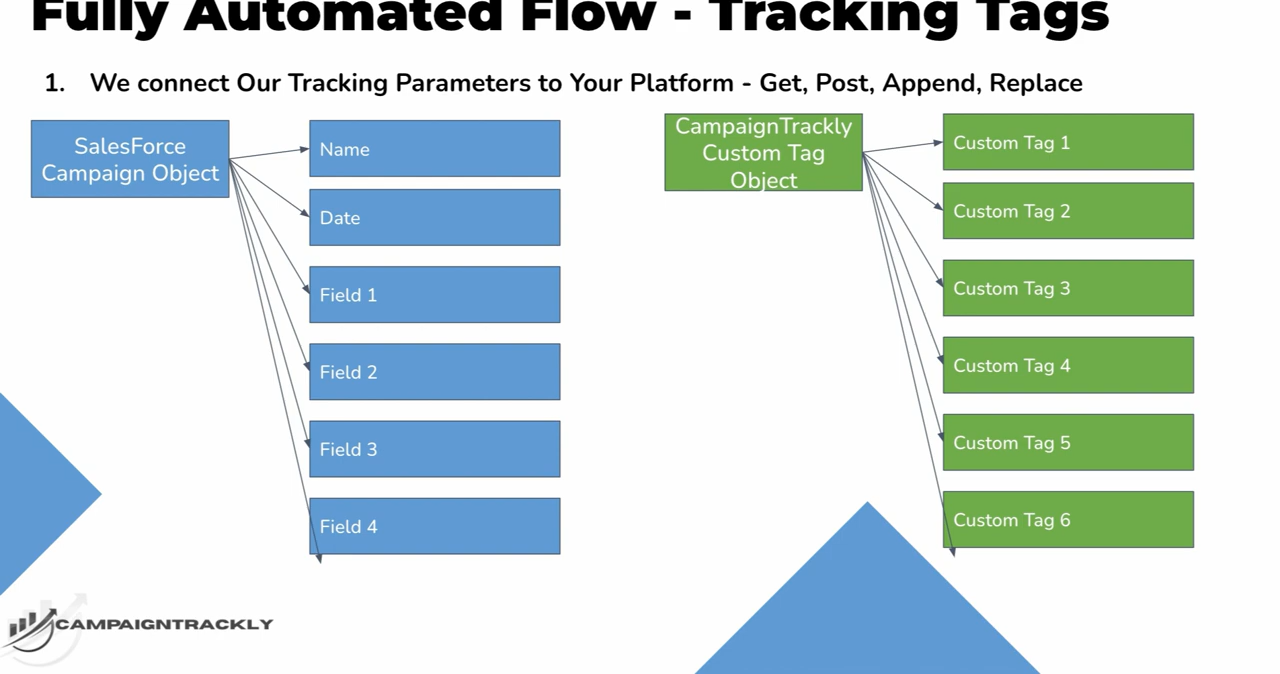 Fully Automated Flow - Tracking Tags
1. We connect Our Tracking Parameters to Your Platform - Get, Post, Append, Replace
SalesForce
Campaign Object
Name
Date
Field 1
Field 2
Field 3
Field 4
CampaignTrackly
Custom Tag
Object
Custom Tag 1
Custom Tag 2
Custom Tag 3
Custom Tag 4
Custom Tag 5
Custom Tag 6
CAMPAIGNTRACKLY